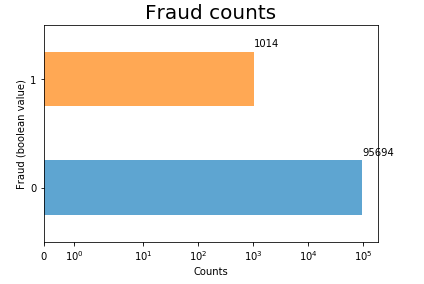 Fraud counts
1014
1
95694
0
Fraud (boolean value)
0 10⁰ 10¹ 10² 10³ 10⁴ 10⁵
Counts